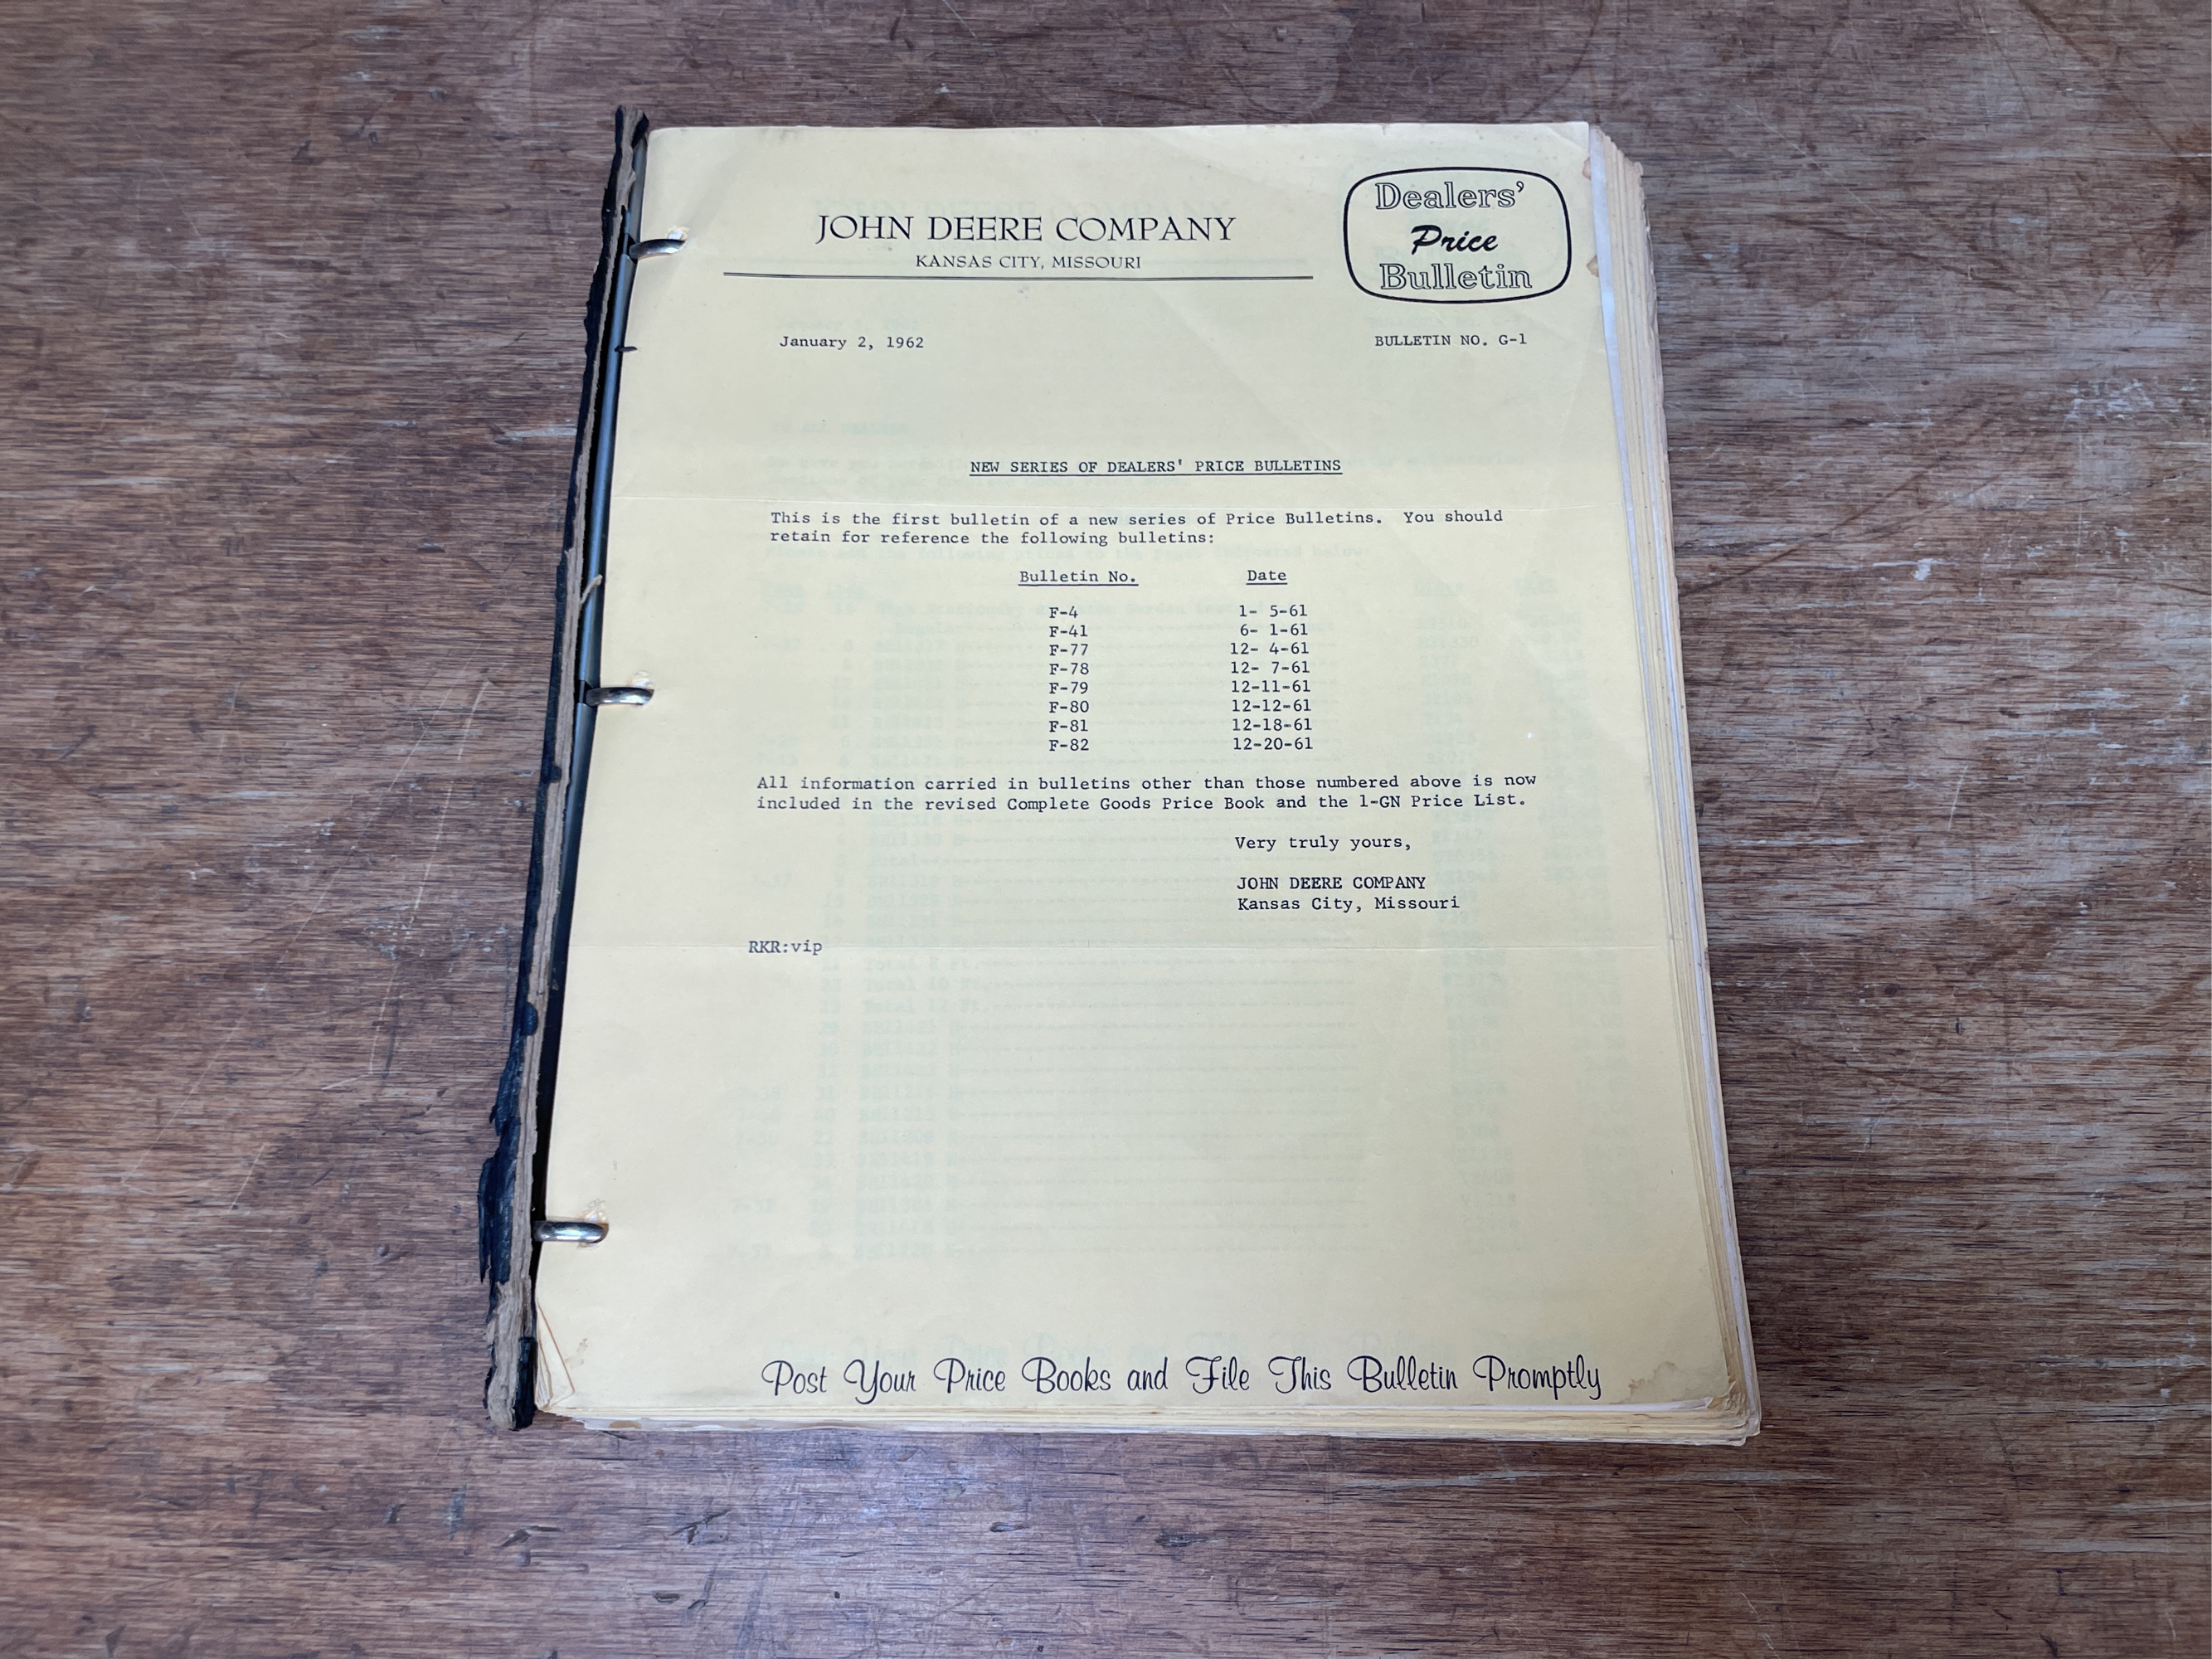 JOHN DEERE COMPANY
KANSAS CITY, MISSOURI
Dealers'
Price
Bulletin
January 2, 1962
BULLETIN NO. G-1
NEW SERIES OF DEALERS' PRICE BULLETINS
This is the first bulletin of a new series of Price Bulletins. You should
retain for reference the following bulletins:
Bulletin No. Date
F-4 1- 5-61
F-41 6- 1-61
F-77 12- 4-61
F-78 12- 7-61
F-79 12-11-61
F-80 12-12-61
F-81 12-18-61
F-82 12-20-61
All information carried in bulletins other than those numbered above is now
included in the revised Complete Goods Price Book and the 1-GN Price List.
Very truly yours,
JOHN DEERE COMPANY
Kansas City, Missouri
RKR:vip
Post Your Price Books and File This Bulletin Promptly